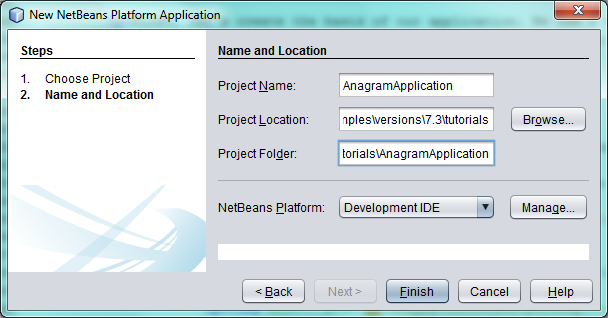 New NetBeans Platform Application
Steps
1. Choose Project
2. Name and Location
Name and Location
Project Name: AnagramApplication
Project Location: nples\versions\7.3\tutorials Browse...
Project Folder: torials\AnagramApplication
NetBeans Platform: Development IDE Manage...
< Back Next > Finish Cancel Help